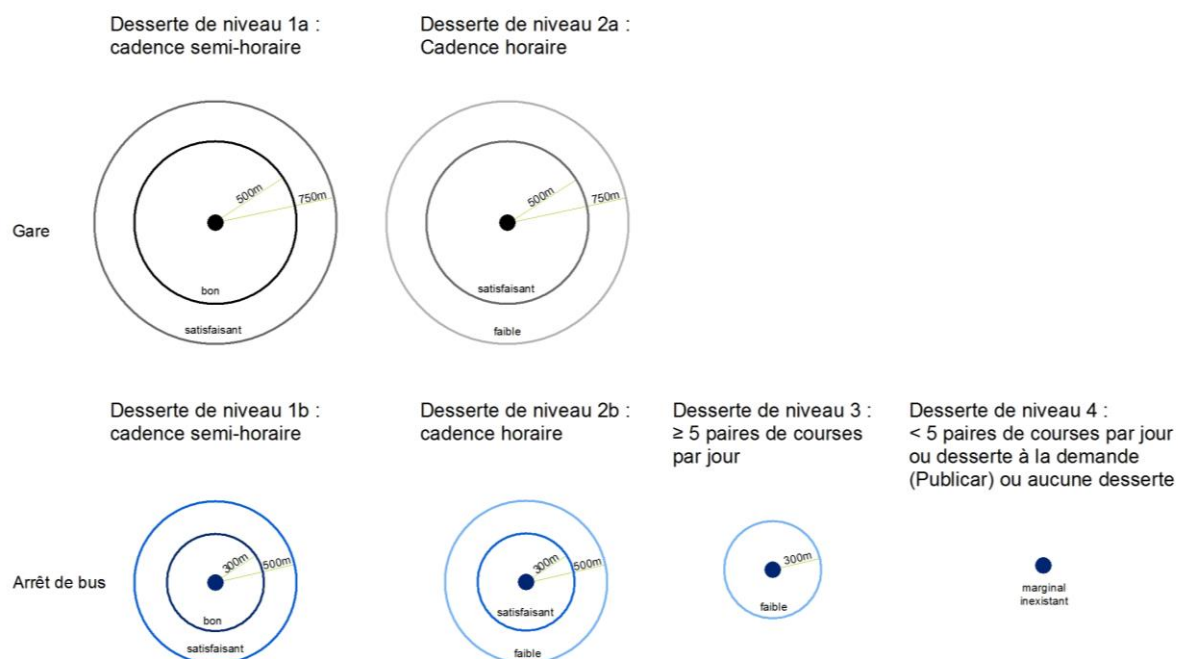 Desserte de niveau 1a :
cadence semi-horaire
Desserte de niveau 2a :
Cadence horaire
Gare
500m
750m
bon
satisfaisant
500m
750m
satisfaisant
faible
Desserte de niveau 1b :
cadence semi-horaire
Desserte de niveau 2b :
cadence horaire
Desserte de niveau 3 :
≥ 5 paires de courses
par jour
Desserte de niveau 4 :
< 5 paires de courses par jour
ou desserte à la demande
(Publicar) ou aucune desserte
Arrêt de bus
300m
500m
bon
satisfaisant
300m
500m
satisfaisant
faible
300m
faible
marginal
inexistant